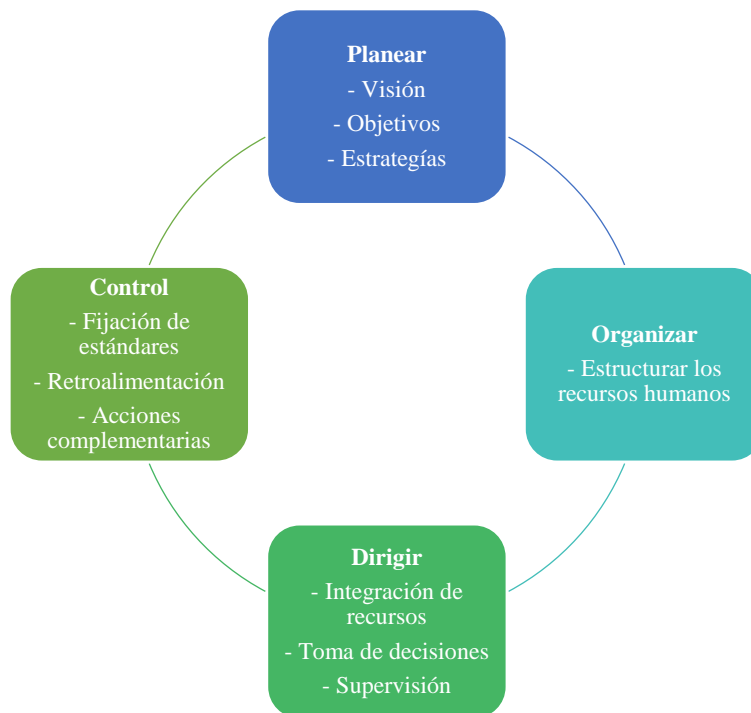 Planear
- Visión
- Objetivos
- Estrategías
Control
- Fijación de
estándares
- Retroalimentación
- Acciones
complementarias
Organizar
- Estructurar los
recursos humanos
Dirigir
- Integración de
recursos
- Toma de decisiones
- Supervisión